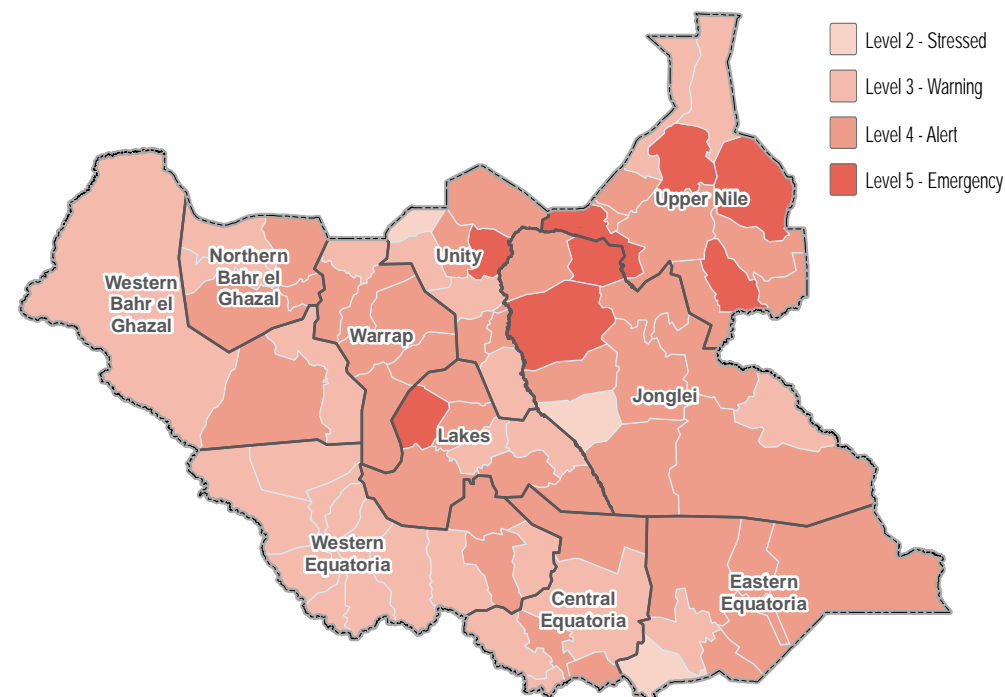 Level 2 - Stressed
Level 3 - Warning
Level 4 - Alert
Level 5 - Emergency
Upper Nile
Unity
Northern
Bahr el
Ghazal
Western
Bahr el
Ghazal
Warrap
Jonglei
Lakes
Western
Equatoria
Eastern
Equatoria
Central
Equatoria